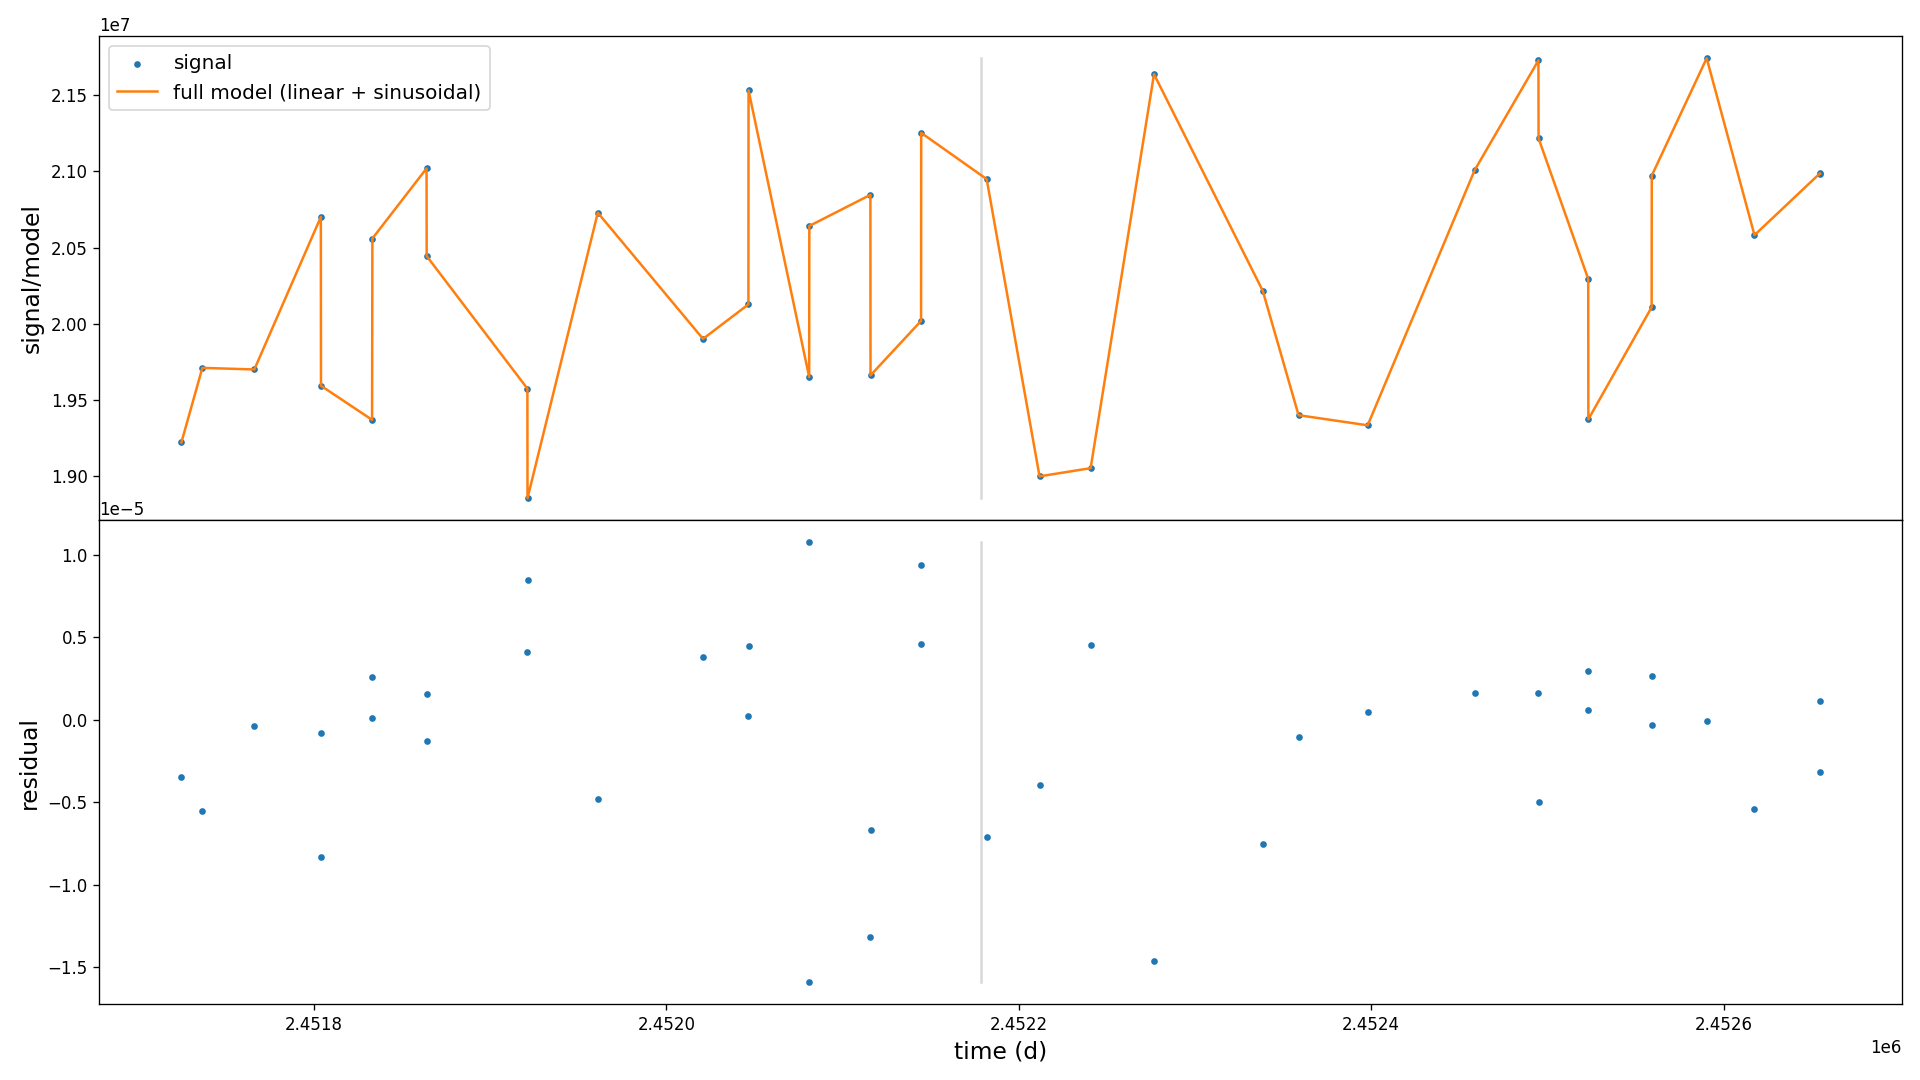 1e7
signal
full model (linear + sinusoidal)
signal/model
2.15
2.10
2.05
2.00
1.95
1.90
1e−5
residual
1.0
0.5
0.0
−0.5
−1.0
−1.5
2.4518 2.4520 2.4522 2.4524 2.4526
time (d)
1e6